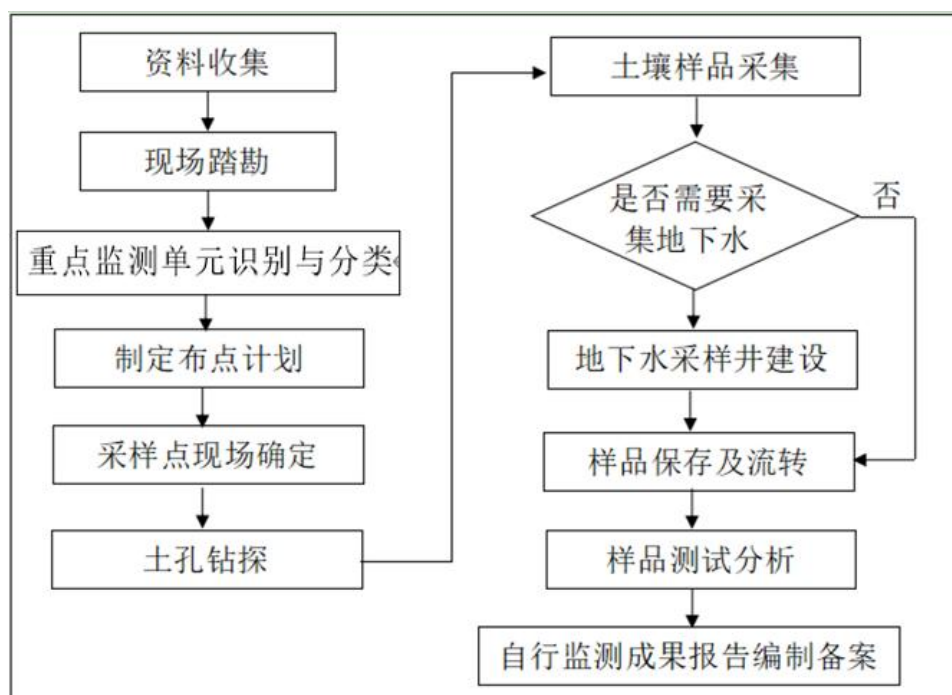 资料收集
现场踏勘
重点监测单元识别与分类
制定布点计划
采样点现场确定
土孔钻探
土壤样品采集
是否需要采
集地下水
否
地下水采样井建设
样品保存及流转
样品测试分析
自行监测成果报告编制备案